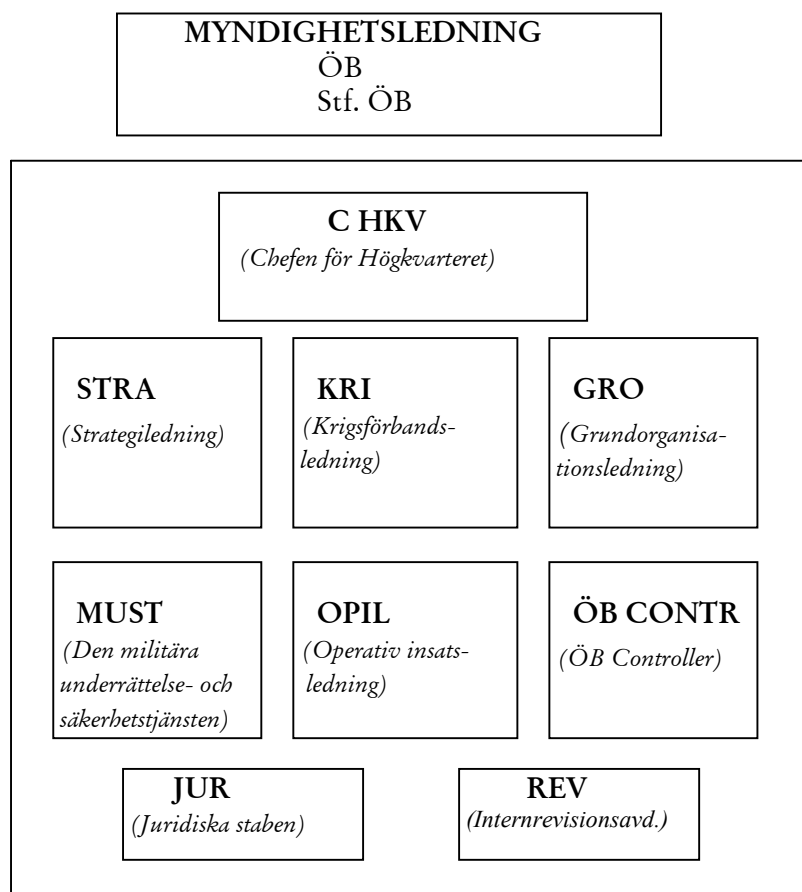 MYNDIGHETSLEDNING
ÖB
Stf. ÖB
C HKV
(Chefen för Högkvarteret)
STRA
(Strategiledning)
KRI
(Krigsförbands-
ledning)
GRO
(Grundorganisa-
tionsledning)
MUST
(Den militära
underrättelse- och
säkerhetstjänsten)
OPIL
(Operativ insats-
ledning)
ÖB CONTR
(ÖB Controller)
JUR
(Juridiska staben)
REV
(Internrevisionsavd.)